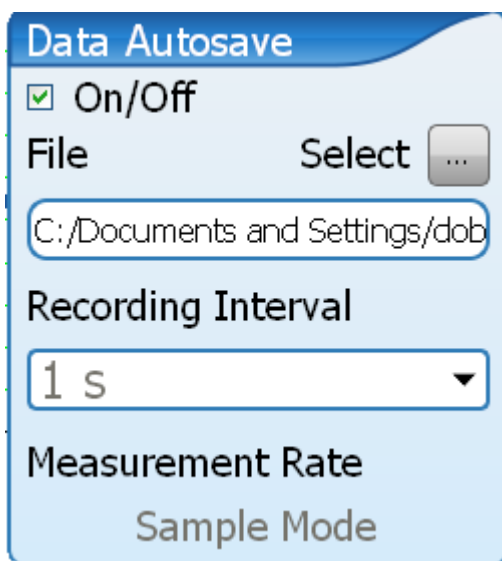 Data Autosave
On/Off
File Select ...
C:/Documents and Settings/dob
Recording Interval
1 s
Measurement Rate
Sample Mode